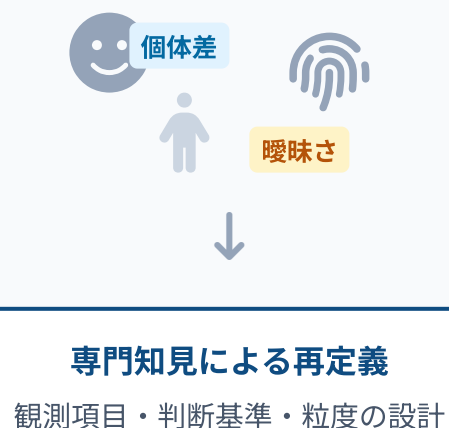 個体差
曖昧さ
専門知見による再定義
観測項目・判断基準・粒度の設計